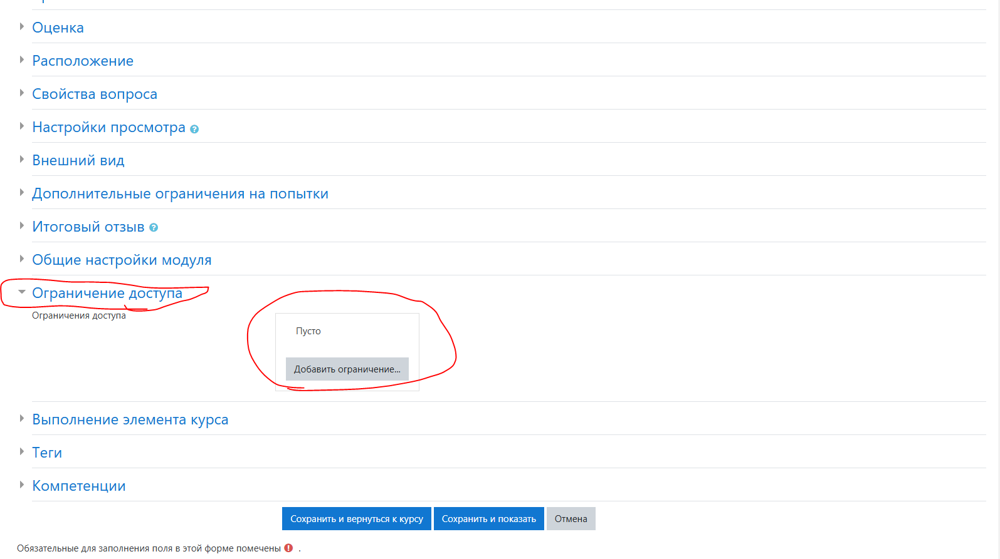 Оценка
Расположение
Свойства вопроса
Настройки просмотра ?
Внешний вид
Дополнительные ограничения на попытки
Итоговый отзыв ?
Общие настройки модуля
Ограничение доступа
Ограничения доступа
Пусто
Добавить ограничение...
Выполнение элемента курса
Теги
Компетенции
Сохранить и вернуться к курсу Сохранить и показать Отмена
Обязательные для заполнения поля в этой форме помечены ! .